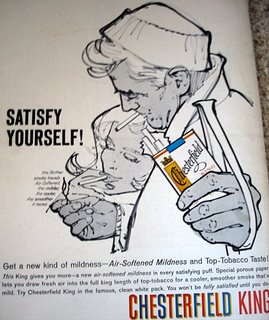 SATISFY
YOURSELF!
the farther
smoke travels
Air-Softened
the milder,
the cooler,
the smoother
it tastes
Chesterfield
KING
Get a new kind of mildness—Air-Softened Mildness and Top-Tobacco Taste!
This King gives you more—a new air-softened mildness in every satisfying puff. Special porous paper
lets you draw fresh air into the full king length of top-tobacco for a cooler, smoother smoke that's
mild. Try Chesterfield King in the famous, clean white pack. You won't be fully satisfied until you do
CHESTERFIELD KING